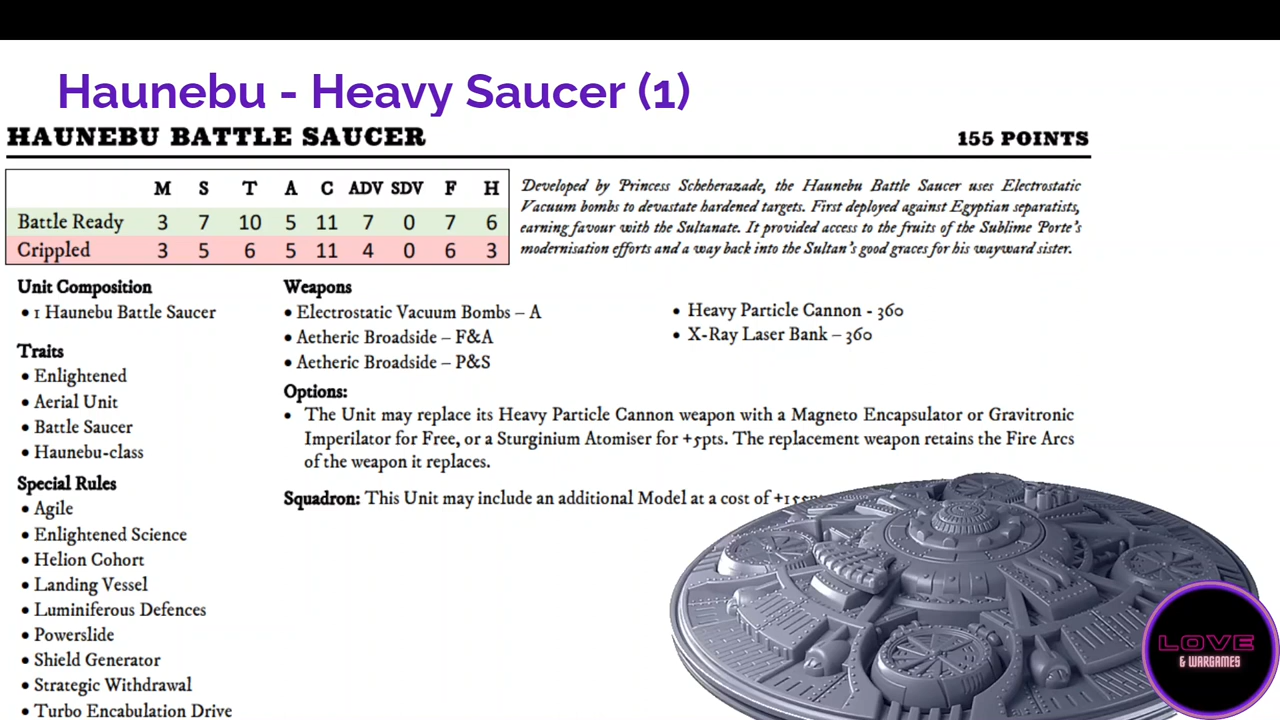 Haunebu - Heavy Saucer (1)
HAUNEBU BATTLE SAUCER 155 POINTS
M S T A C ADV SDV F H
Battle Ready 3 7 10 5 11 7 0 7 6
Crippled 3 5 6 5 11 4 0 6 3
Developed by Princess Scheherazade, the Haunebu Battle Saucer uses Electrostatic
Vacuum bombs to devastate hardened targets. First deployed against Egyptian separatists,
earning favour with the Sultanate. It provided access to the fruits of the Sublime Porte's
modernisation efforts and a way back into the Sultan's good graces for his wayward sister.
Unit Composition
• 1 Haunebu Battle Saucer
Traits
• Enlightened
• Aerial Unit
• Battle Saucer
• Haunebu-class
Special Rules
• Agile
• Enlightened Science
• Helion Cohort
• Landing Vessel
• Luminiferous Defences
• Powerslide
• Shield Generator
• Strategic Withdrawal
• Turbo Encabulation Drive
Weapons
• Electrostatic Vacuum Bombs – A
• Aetheric Broadside – F&A
• Aetheric Broadside – P&S
• Heavy Particle Cannon - 360
• X-Ray Laser Bank – 360
Options:
• The Unit may replace its Heavy Particle Cannon weapon with a Magneto Encapsulator or Gravitronic
Imperilator for Free, or a Sturginium Atomiser for +5pts. The replacement weapon retains the Fire Arcs
of the weapon it replaces.
Squadron: This Unit may include an additional Model at a cost of
LOVE
& WARGAMES